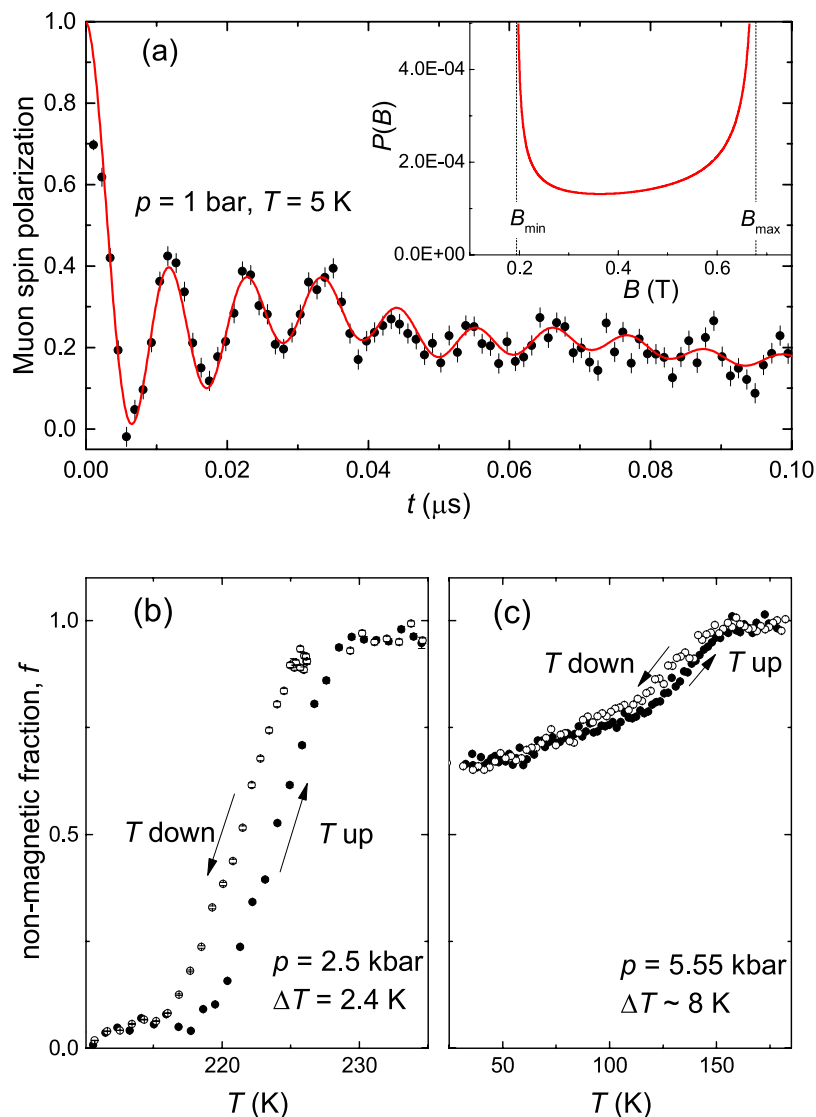 (a)
1.0
0.8
0.6
0.4
0.2
0.0
Muon spin polarization
p = 1 bar, T = 5 K
4.0E-04
2.0E-04
0.0E+00
P(B)
B_min
B_max
0.2
0.4
0.6
B (T)
0.00
0.02
0.04
0.06
0.08
0.10
t (μs)
(b)
1.0
0.5
0.0
non-magnetic fraction, f
T down
T up
p = 2.5 kbar
ΔT = 2.4 K
220
230
T (K)
(c)
T down
T up
p = 5.55 kbar
ΔT ~ 8 K
50
100
150
T (K)